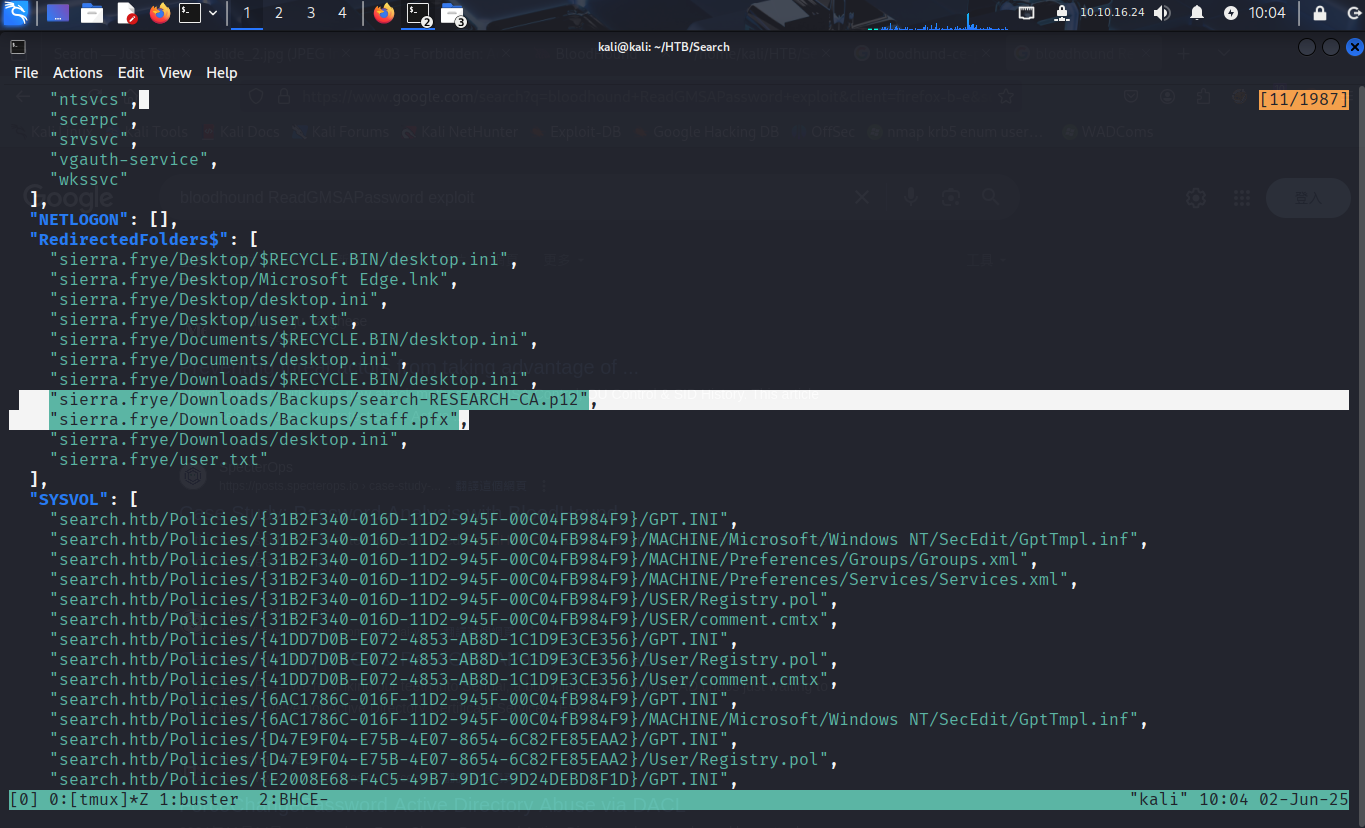 1 2 3 4 2 3 10.10.16.24 10:04
kali@kali: ~/HTB/Search
File Actions Edit View Help
"ntsvcs", [11/1987]
"scerpc",
"srvsvc",
"vgauth-service",
"wkssvc"
],
"NETLOGON": [],
"RedirectedFolders$": [
"sierra.frye/Desktop/$RECYCLE.BIN/desktop.ini",
"sierra.frye/Desktop/Microsoft Edge.lnk",
"sierra.frye/Desktop/desktop.ini",
"sierra.frye/Desktop/user.txt",
"sierra.frye/Documents/$RECYCLE.BIN/desktop.ini",
"sierra.frye/Documents/desktop.ini",
"sierra.frye/Downloads/$RECYCLE.BIN/desktop.ini",
"sierra.frye/Downloads/Backups/search-RESEARCH-CA.p12",
"sierra.frye/Downloads/Backups/staff.pfx",
"sierra.frye/Downloads/desktop.ini",
"sierra.frye/user.txt"
],
"SYSVOL": [
"search.htb/Policies/{31B2F340-016D-11D2-945F-00C04FB984F9}/GPT.INI",
"search.htb/Policies/{31B2F340-016D-11D2-945F-00C04FB984F9}/MACHINE/Microsoft/Windows NT/SecEdit/GptTmpl.inf",
"search.htb/Policies/{31B2F340-016D-11D2-945F-00C04FB984F9}/MACHINE/Preferences/Groups/Groups.xml",
"search.htb/Policies/{31B2F340-016D-11D2-945F-00C04FB984F9}/MACHINE/Preferences/Services/Services.xml",
"search.htb/Policies/{31B2F340-016D-11D2-945F-00C04FB984F9}/USER/Registry.pol",
"search.htb/Policies/{31B2F340-016D-11D2-945F-00C04FB984F9}/USER/comment.cmtx",
"search.htb/Policies/{41DD7D0B-E072-4853-AB8D-1C1D9E3CE356}/GPT.INI",
"search.htb/Policies/{41DD7D0B-E072-4853-AB8D-1C1D9E3CE356}/User/Registry.pol",
"search.htb/Policies/{41DD7D0B-E072-4853-AB8D-1C1D9E3CE356}/User/comment.cmtx",
"search.htb/Policies/{6AC1786C-016F-11D2-945F-00C04fB984F9}/GPT.INI",
"search.htb/Policies/{6AC1786C-016F-11D2-945F-00C04fB984F9}/MACHINE/Microsoft/Windows NT/SecEdit/GptTmpl.inf",
"search.htb/Policies/{D47E9F04-E75B-4E07-8654-6C82FE85EAA2}/GPT.INI",
"search.htb/Policies/{D47E9F04-E75B-4E07-8654-6C82FE85EAA2}/User/Registry.pol",
"search.htb/Policies/{E2008E68-F4C5-49B7-9D1C-9D24DEBD8F1D}/GPT.INI",
[0] 0:[tmux]*Z 1:buster 2:BHCE- "kali" 10:04 02-Jun-25